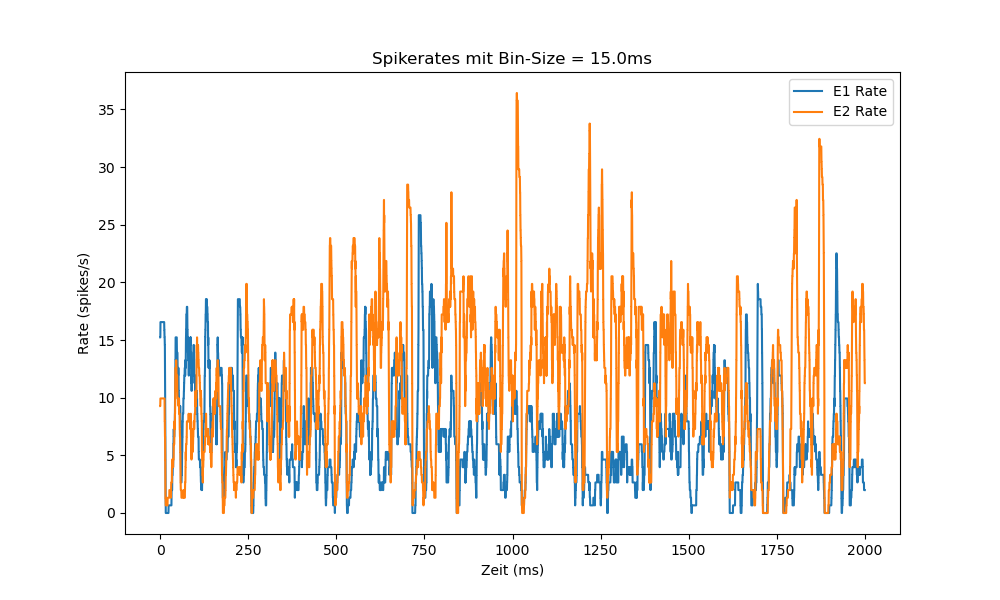 Spikerates mit Bin-Size = 15.0ms
E1 Rate
E2 Rate
Rate (spikes/s)
35
30
25
20
15
10
5
0
0 250 500 750 1000 1250 1500 1750 2000
Zeit (ms)